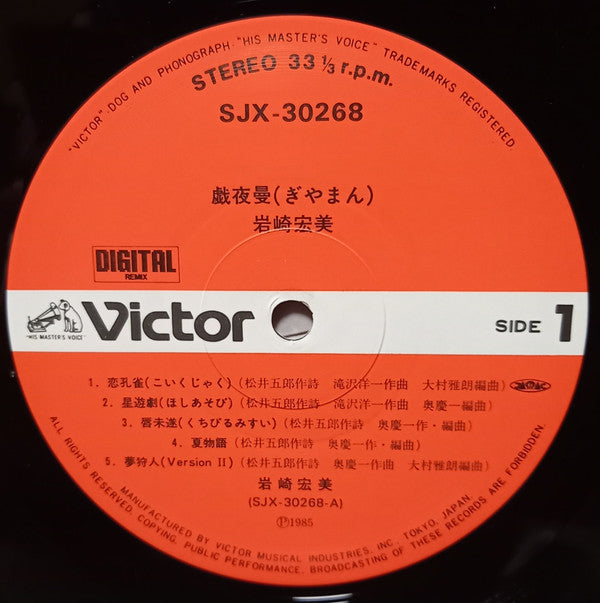 "VICTOR"·DOG AND PHONOGRAPH·"HIS MASTER'S VOICE" TRADEMARKS REGISTERED.
STEREO 33 1/3 r.p.m.
SJX-30268
戯夜曼(ぎやまん)
岩崎宏美
DIGITAL
REMIX
"HIS MASTER'S VOICE"
Victor
SIDE 1
1. 恋孔雀(こいくじゃく)(松井五郎作詩 滝沢洋一作曲 大村雅朗編曲)
2. 星遊劇(ほしあそび)(松井五郎作詩 滝沢洋一作曲 奥慶一編曲)
3. 唇未遂(くちびるみすい)(松井五郎作詩 奥慶一作・編曲)
4. 夏物語(松井五郎作詩 奥慶一作・編曲)
5. 夢狩人(Version II)(松井五郎作詩 奥慶一作曲 大村雅朗編曲)
岩崎宏美
(SJX-30268-A)
Ⓟ1985
MANUFACTURED BY VICTOR MUSICAL INDUSTRIES, INC., TOKYO, JAPAN.
ALL RIGHTS RESERVED. COPYING, PUBLIC PERFORMANCE, BROADCASTING OF THESE RECORDS ARE FORBIDDEN.